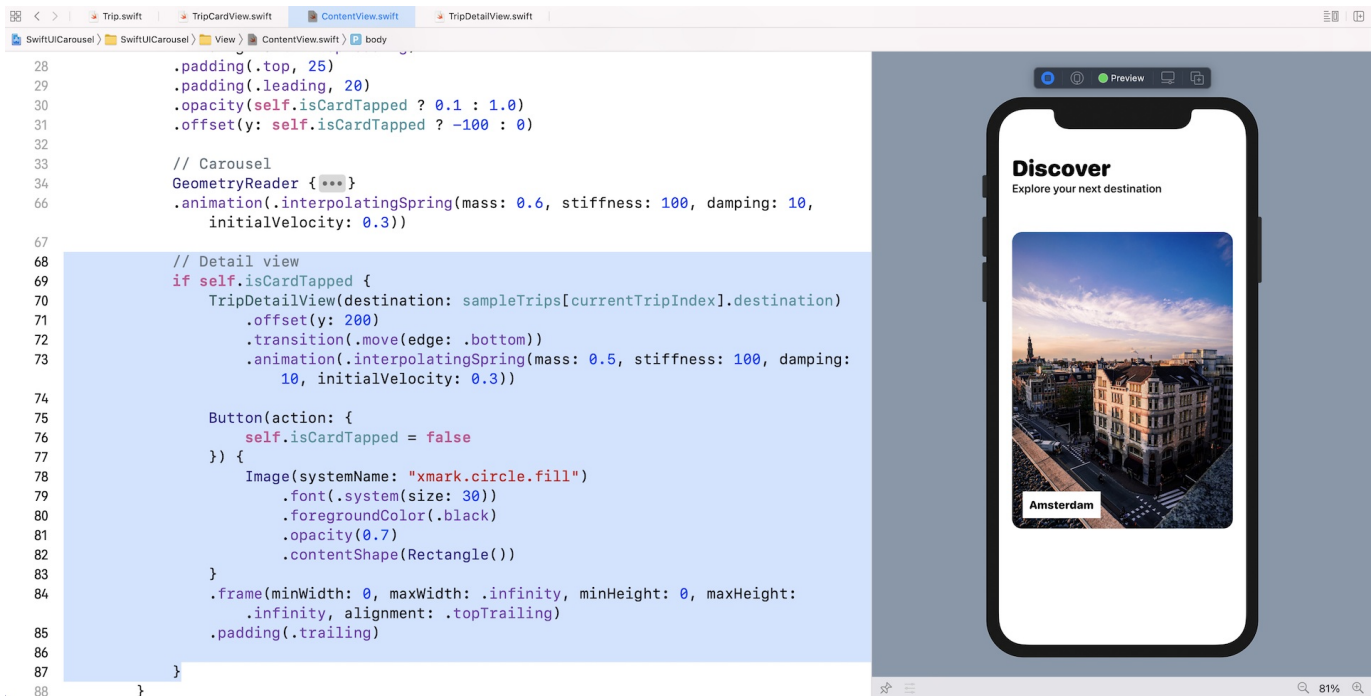 Trip.swift TripCardView.swift ContentView.swift TripDetailView.swift
SwiftUICarousel 〉 SwiftUICarousel 〉 View 〉 ContentView.swift 〉 P body
28 .padding(.top, 25)
29 .padding(.leading, 20)
30 .opacity(self.isCardTapped ? 0.1 : 1.0)
31 .offset(y: self.isCardTapped ? -100 : 0)
32
33 // Carousel
34 GeometryReader {•••}
66 .animation(.interpolatingSpring(mass: 0.6, stiffness: 100, damping: 10,
initialVelocity: 0.3))
67
68 // Detail view
69 if self.isCardTapped {
70 TripDetailView(destination: sampleTrips[currentTripIndex].destination)
71 .offset(y: 200)
72 .transition(.move(edge: .bottom))
73 .animation(.interpolatingSpring(mass: 0.5, stiffness: 100, damping:
10, initialVelocity: 0.3))
74
75 Button(action: {
76 self.isCardTapped = false
77 }) {
78 Image(systemName: "xmark.circle.fill")
79 .font(.system(size: 30))
80 .foregroundColor(.black)
81 .opacity(0.7)
82 .contentShape(Rectangle())
83 }
84 .frame(minWidth: 0, maxWidth: .infinity, minHeight: 0, maxHeight:
.infinity, alignment: .topTrailing)
85 .padding(.trailing)
86
87 }
88 }
Preview
Discover
Explore your next destination
Amsterdam
81%